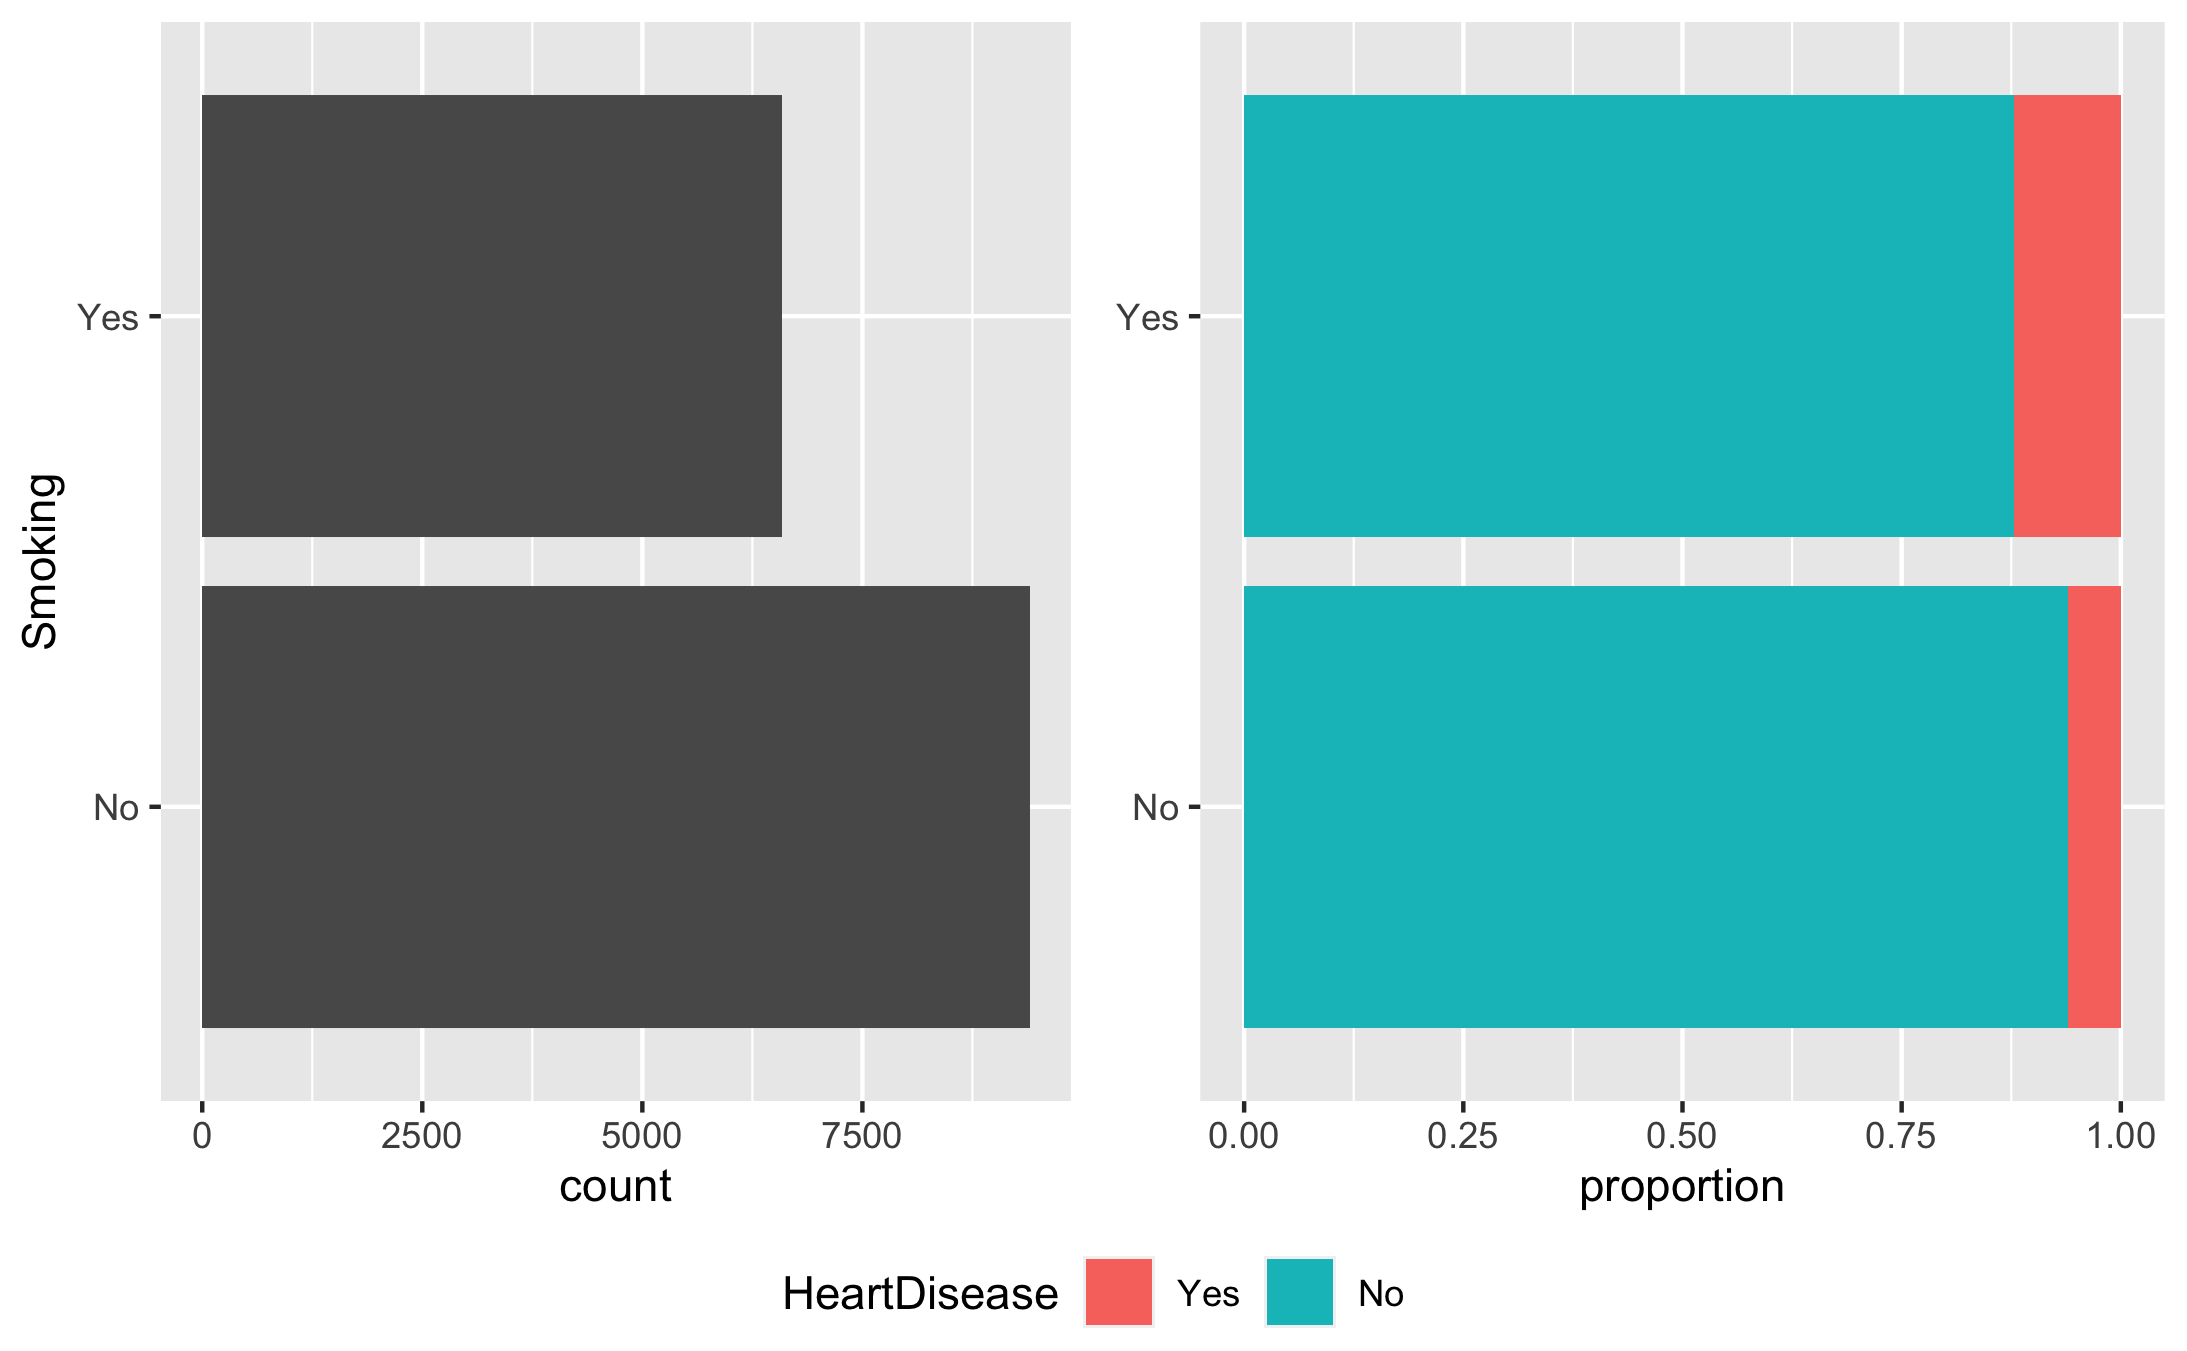 Smoking
Yes
No
0 2500 5000 7500
count
Yes
No
0.00 0.25 0.50 0.75 1.00
proportion
HeartDisease Yes No